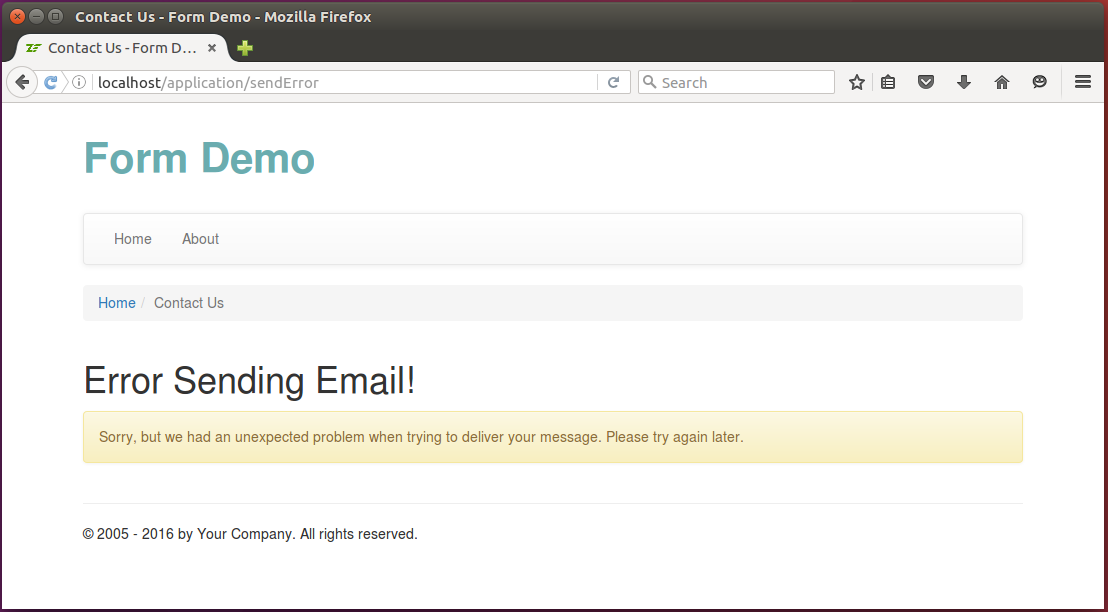 Contact Us - Form Demo - Mozilla Firefox
Contact Us - Form D...
localhost/application/sendError
Search
Form Demo
Home About
Home / Contact Us
Error Sending Email!
Sorry, but we had an unexpected problem when trying to deliver your message. Please try again later.
© 2005 - 2016 by Your Company. All rights reserved.